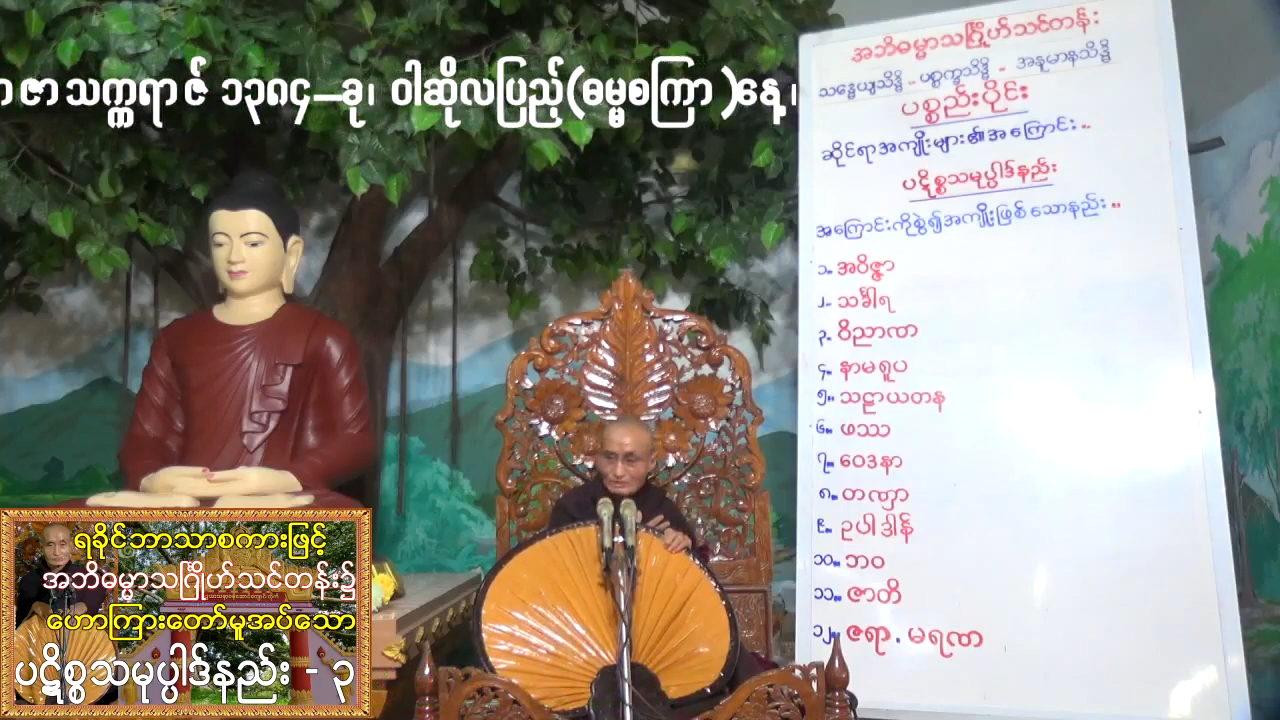 ာဇာသက္ကရာဇ် ၁၃၈၄–ခု၊ ဝါဆိုလပြည့်(ဓမ္မစကြာ)နေ့၊
အဘိဓမ္မာသင်္ဂြိုဟ်သင်တန်း
သဒ္ဓေယျသိဒ္ဓိ - ပစ္စက္ခသိဒ္ဓိ - အနုမာနသိဒ္ဓိ
ပစ္စည်းပိုင်း
ဆိုင်ရာအကျိုးများ၏အကြောင်း..
ပဋိစ္စသမုပ္ပါဒ်နည်း
အကြောင်းကိုစွဲ၍အကျိုးဖြစ်သောနည်း..
၁. အဝိဇ္ဇာ
၂. သင်္ခါရ
၃. ဝိညာဏ
၄. နာမရူပ
၅. သဠာယတန
၆. ဖဿ
၇. ဝေဒနာ
၈. တဏှာ
၉. ဥပါဒါန်
၁၀. ဘဝ
၁၁. ဇာတိ
၁၂. ဇရာ . မရဏ
ရခိုင်ဘာသာစကားဖြင့်
အဘိဓမ္မာသင်္ဂြိုဟ်သင်တန်း၌
ဟောကြားတော်မူအပ်သော
ပဋိစ္စသမုပ္ပါဒ်နည်း - ၃